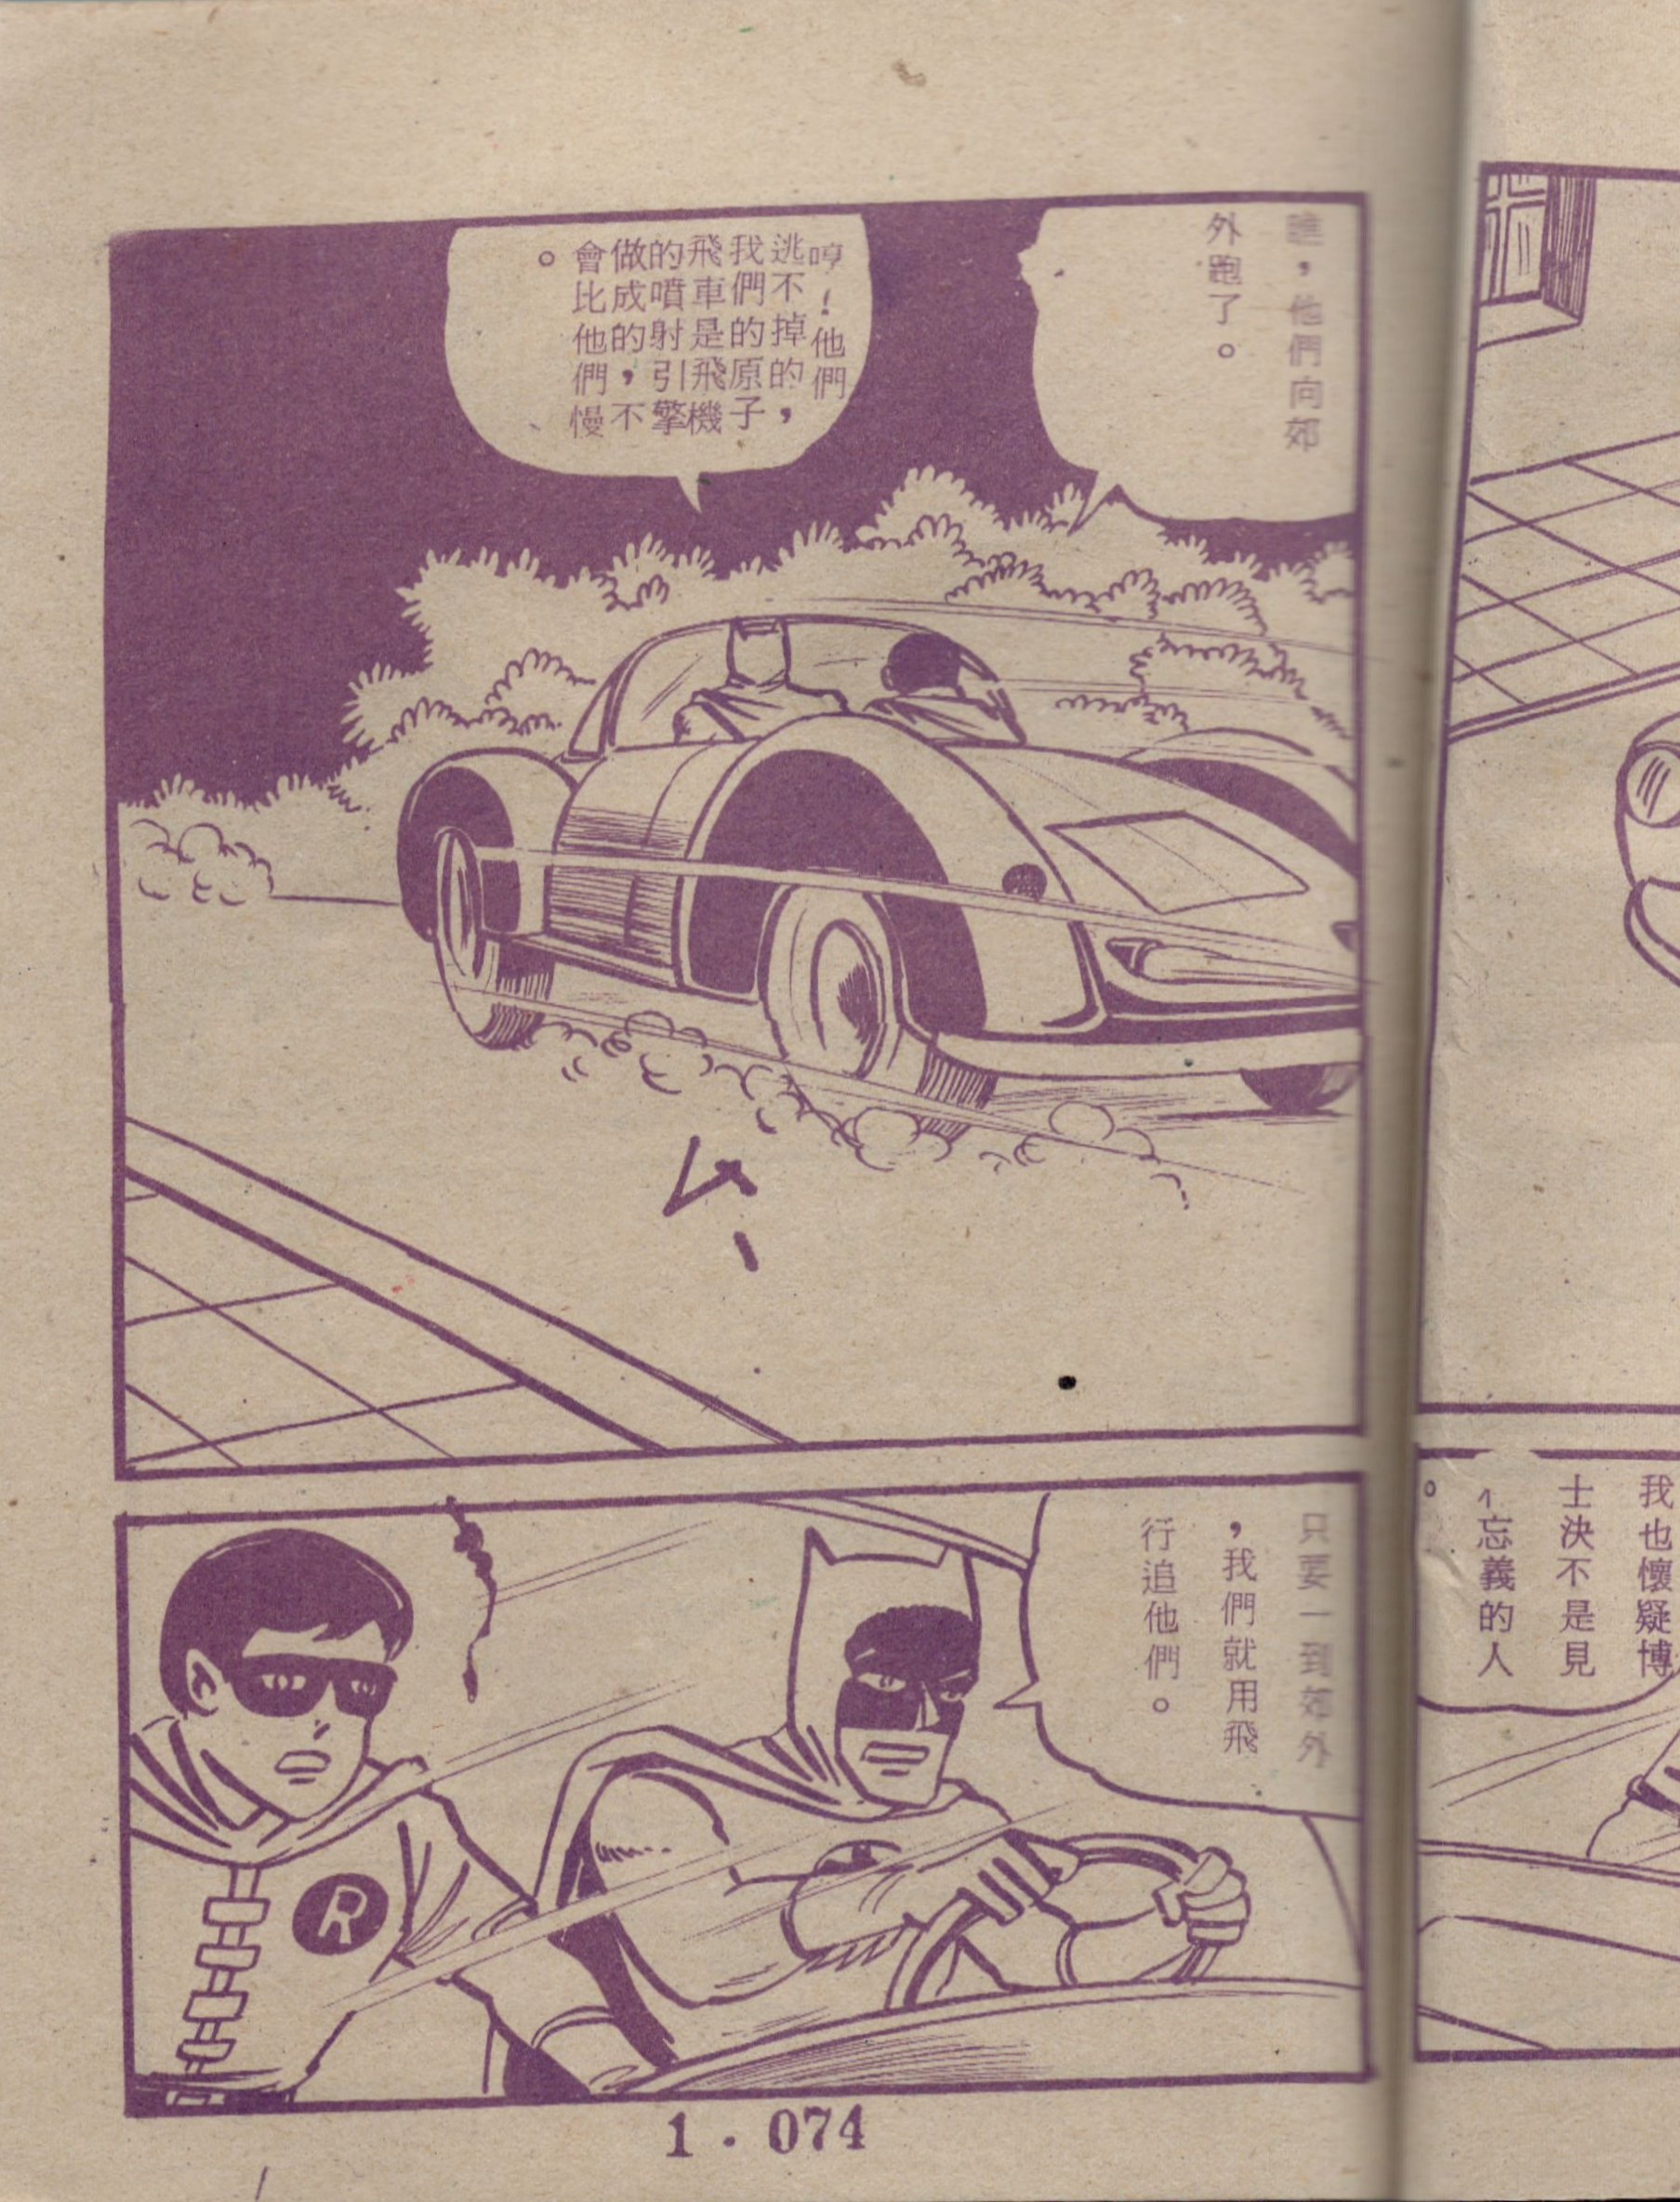 我也懷疑博
士決不是見
忘義的人
。
瞧，他們向郊
外跑了。
哼！他們
逃不掉的，
我們的原子
飛車是飛機
的噴射引擎
做成的，不
會比他們慢
。
只要一到郊外
，我們就用飛
行追他們。
R
1.074